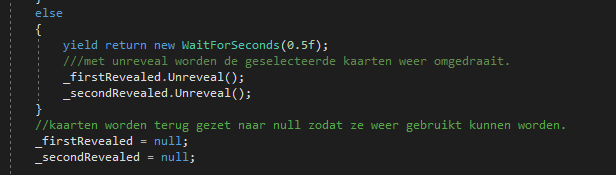 }
else
{
yield return new WaitForSeconds(0.5f);
///met unreveal worden de geselecteerde kaarten weer omgedraait.
_firstRevealed.Unreveal();
_secondRevealed.Unreveal();
}
//kaarten worden terug gezet naar null zodat ze weer gebruikt kunnen worden.
_firstRevealed = null;
_secondRevealed = null;